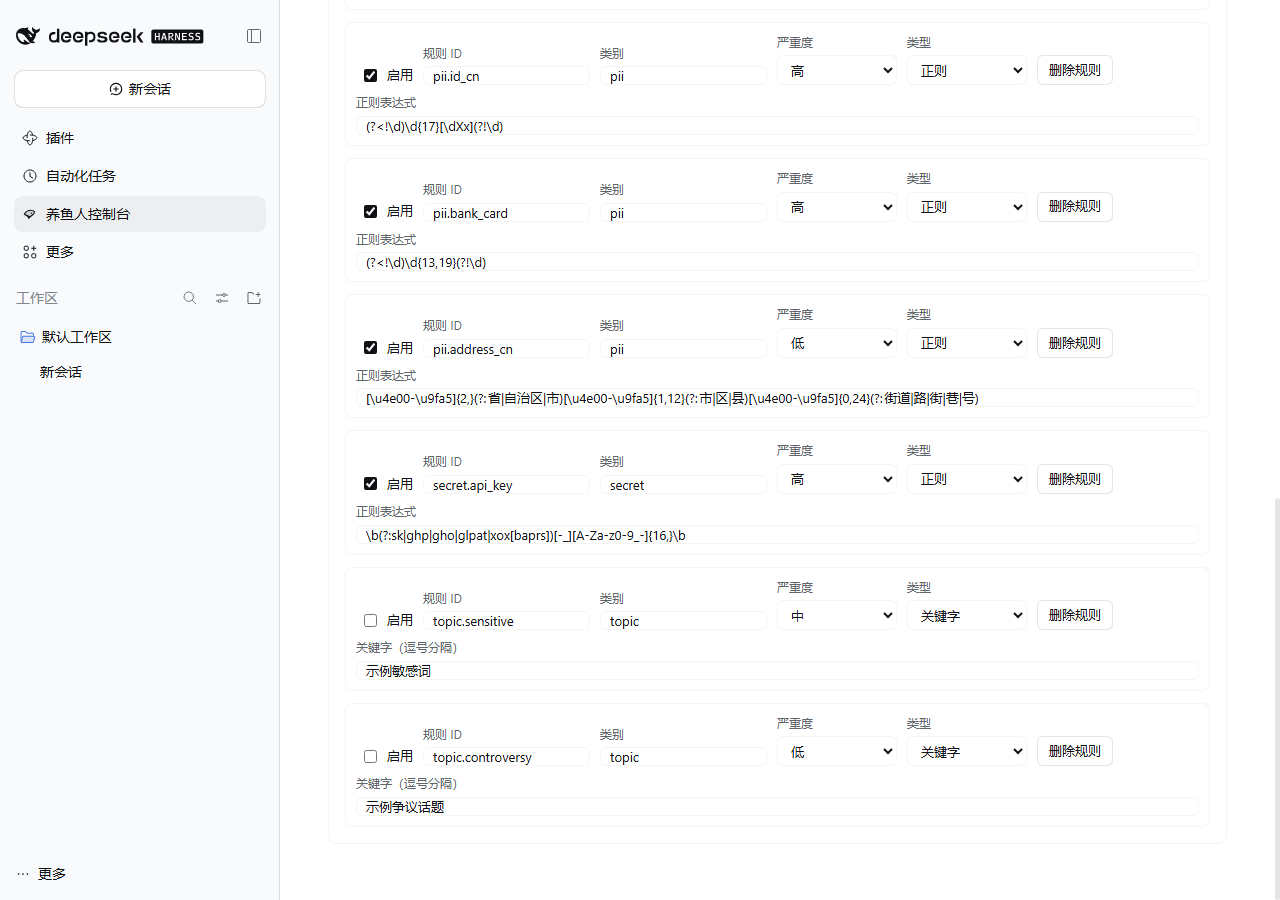 deepseek HARNESS
新会话
插件
自动化任务
养鱼人控制台
更多
工作区
默认工作区
新会话
更多
规则 ID 类别 严重度 类型
启用 pii.id_cn pii 高 正则 删除规则
正则表达式
(?<!\d)\d{17}[\dXx](?!\d)
规则 ID 类别 严重度 类型
启用 pii.bank_card pii 高 正则 删除规则
正则表达式
(?<!\d)\d{13,19}(?!\d)
规则 ID 类别 严重度 类型
启用 pii.address_cn pii 低 正则 删除规则
正则表达式
[\u4e00-\u9fa5]{2,}(?:省|自治区|市)[\u4e00-\u9fa5]{1,12}(?:市|区|县)[\u4e00-\u9fa5]{0,24}(?:街道|路|街|巷|号)
规则 ID 类别 严重度 类型
启用 secret.api_key secret 高 正则 删除规则
正则表达式
\b(?:sk|ghp|gho|glpat|xox[baprs])[-_][A-Za-z0-9_-]{16,}\b
规则 ID 类别 严重度 类型
启用 topic.sensitive topic 中 关键字 删除规则
关键字（逗号分隔）
示例敏感词
规则 ID 类别 严重度 类型
启用 topic.controversy topic 低 关键字 删除规则
关键字（逗号分隔）
示例争议话题